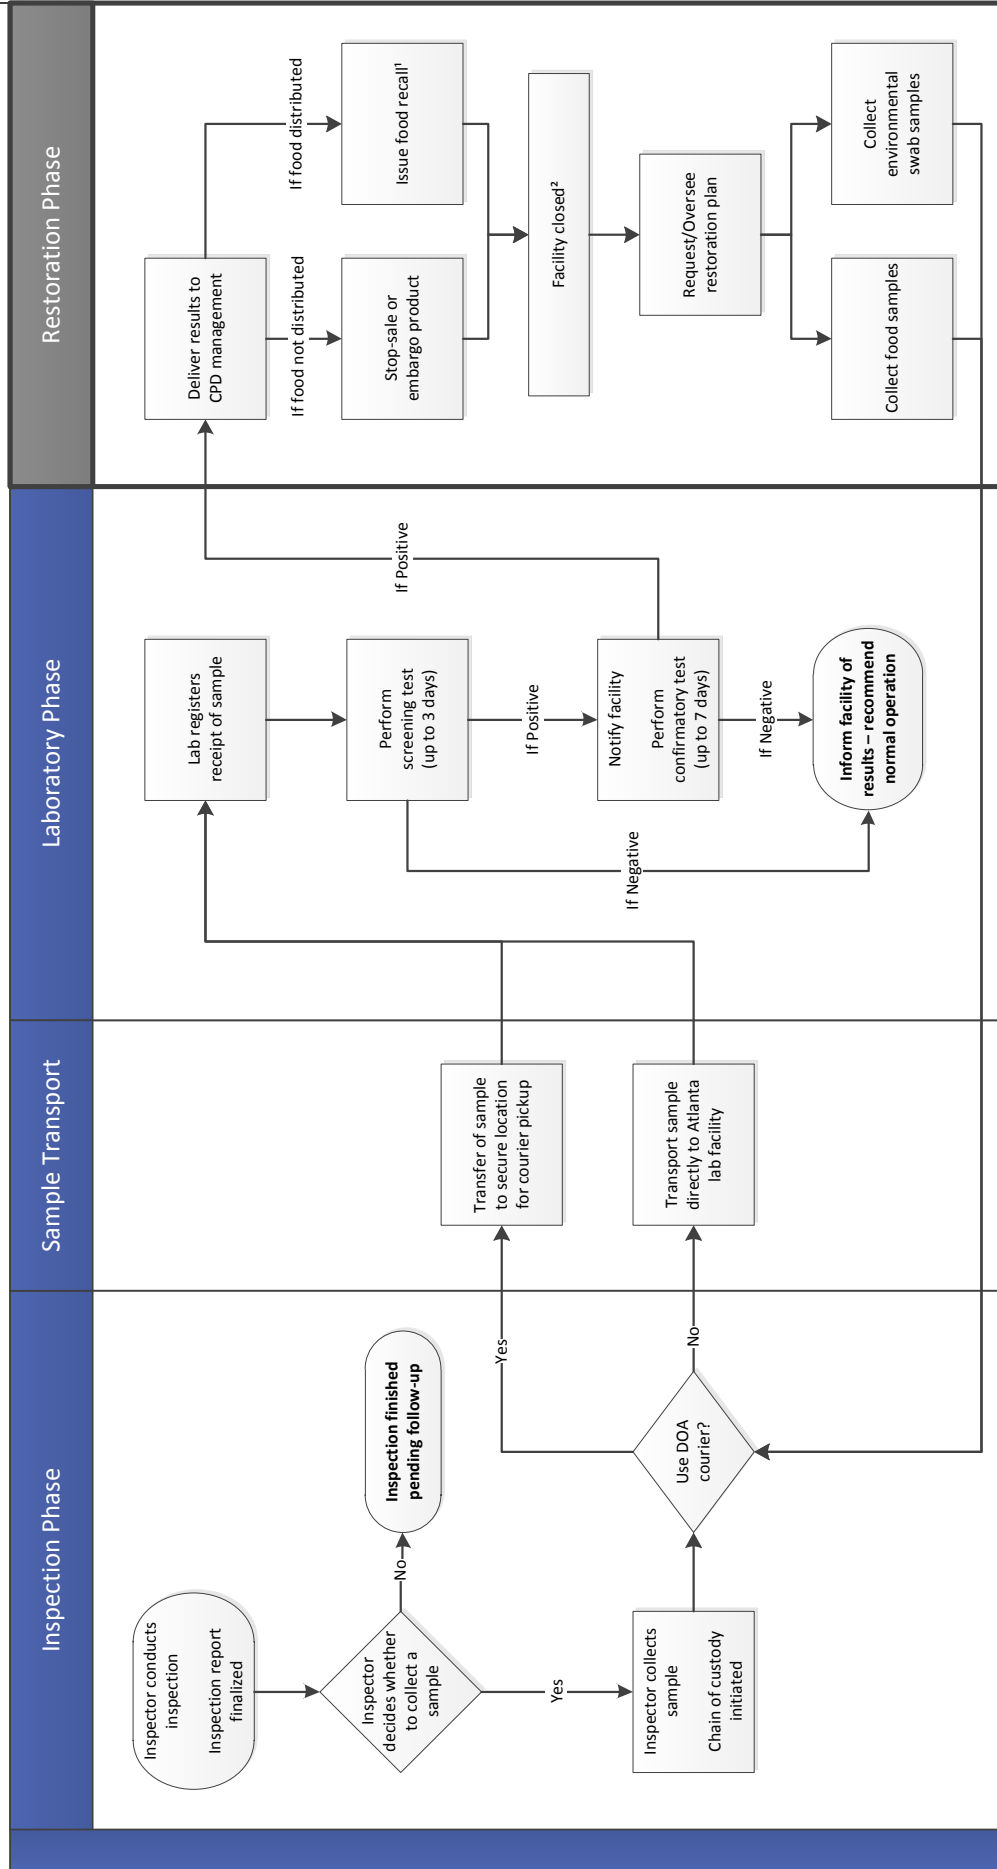 Inspection Phase
Inspector conducts
inspection
Inspection report
finalized
Inspector
decides whether
to collect a
sample
No
Inspection finished
pending follow-up
Yes
Inspector collects
sample
Chain of custody
initiated
Use DOA
courier?
Yes
No
Sample Transport
Transfer of sample
to secure location
for courier pickup
Transport sample
directly to Atlanta
lab facility
Laboratory Phase
Lab registers
receipt of sample
Perform
screening test
(up to 3 days)
If Positive
If Negative
Notify facility
Perform
confirmatory test
(up to 7 days)
If Positive
If Negative
Inform facility of
results – recommend
normal operation
Restoration Phase
Deliver results to
CPD management
If food not distributed
If food distributed
Stop-sale or
embargo product
Issue food recall¹
Facility closed²
Request/Oversee
restoration plan
Collect food samples
Collect
environmental
swab samples